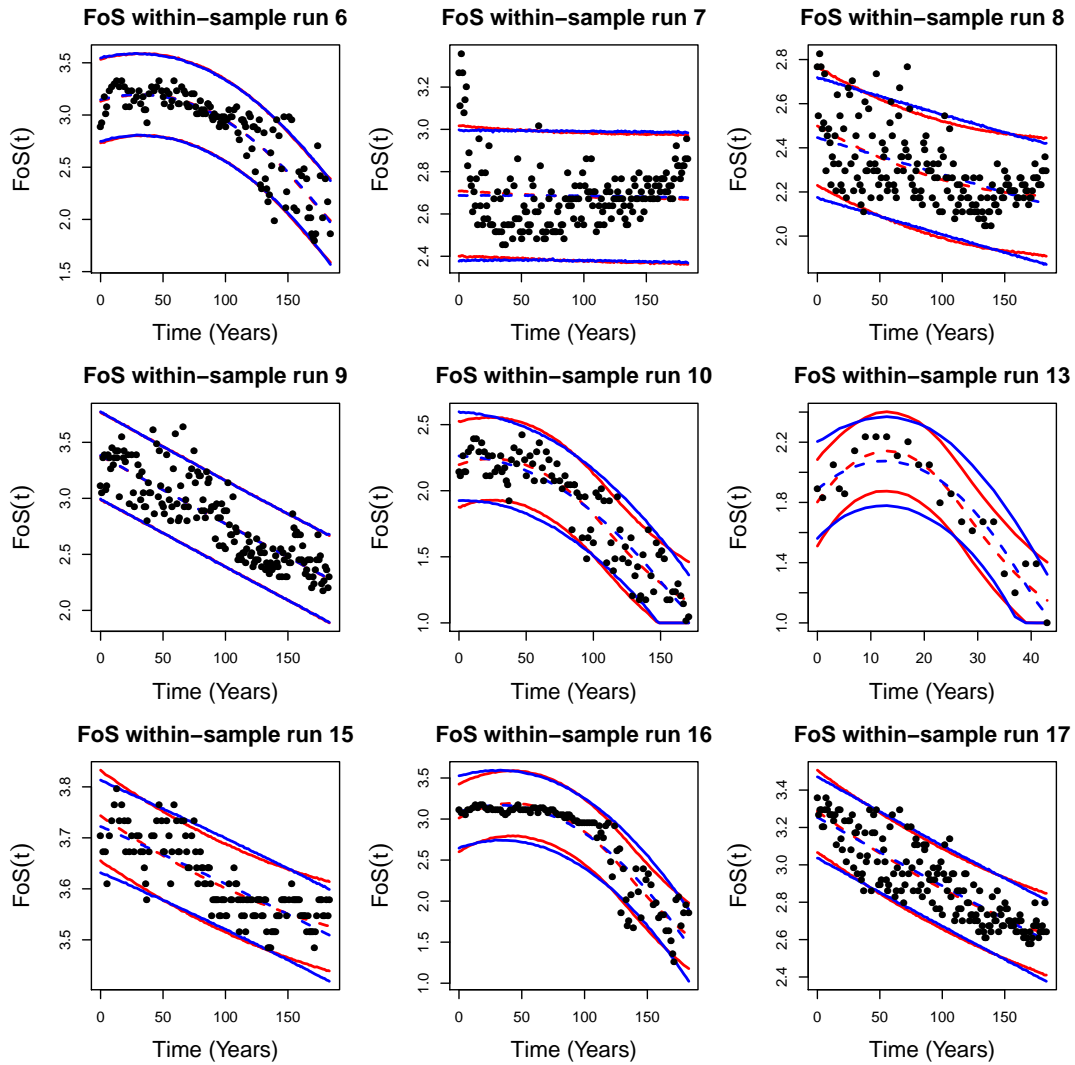 FoS within−sample run 6
FoS(t)
3.5
3.0
2.5
2.0
1.5
0 50 100 150
Time (Years)
FoS within−sample run 7
FoS(t)
3.2
3.0
2.8
2.6
2.4
0 50 100 150
Time (Years)
FoS within−sample run 8
FoS(t)
2.8
2.6
2.4
2.2
2.0
0 50 100 150
Time (Years)
FoS within−sample run 9
FoS(t)
3.5
3.0
2.5
2.0
0 50 100 150
Time (Years)
FoS within−sample run 10
FoS(t)
2.5
2.0
1.5
1.0
0 50 100 150
Time (Years)
FoS within−sample run 13
FoS(t)
2.2
1.8
1.4
1.0
0 10 20 30 40
Time (Years)
FoS within−sample run 15
FoS(t)
3.8
3.7
3.6
3.5
0 50 100 150
Time (Years)
FoS within−sample run 16
FoS(t)
3.5
3.0
2.5
2.0
1.5
1.0
0 50 100 150
Time (Years)
FoS within−sample run 17
FoS(t)
3.4
3.2
3.0
2.8
2.6
2.4
0 50 100 150
Time (Years)